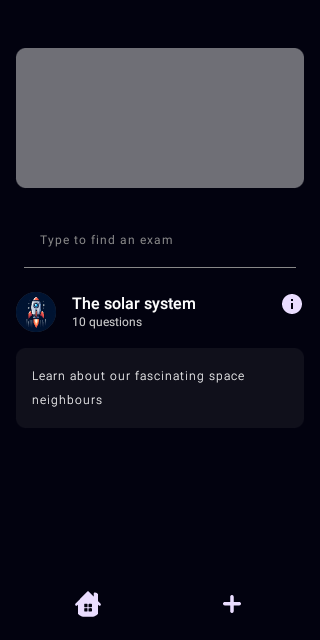 Type to find an exam
The solar system
10 questions
Learn about our fascinating space
neighbours